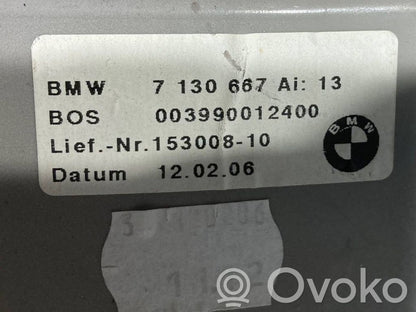 BMW 7 130 667 Ai: 13
BOS 003990012400
Lief.-Nr.153008-10
Datum 12.02.06
BMW
Ovoko